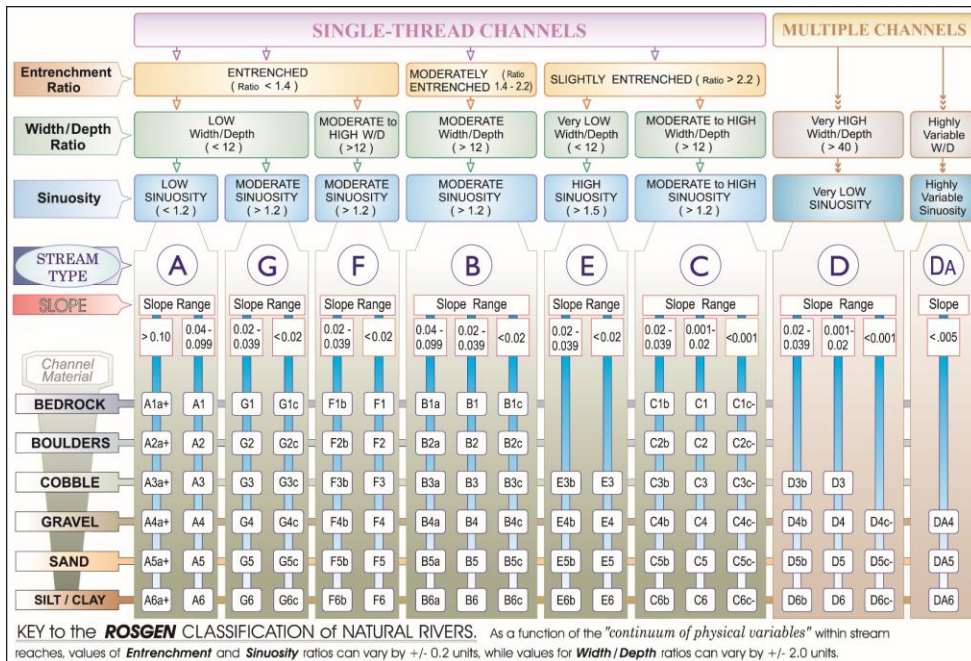 SINGLE-THREAD CHANNELS MULTIPLE CHANNELS
Entrenchment Ratio
ENTRENCHED ( Ratio < 1.4 )
MODERATELY ENTRENCHED ( Ratio 1.4 - 2.2 )
SLIGHTLY ENTRENCHED ( Ratio > 2.2 )
Width/Depth Ratio
LOW Width/Depth ( < 12 )
MODERATE to HIGH W/D ( >12 )
MODERATE Width/Depth ( > 12 )
Very LOW Width/Depth ( <12 )
MODERATE to HIGH Width/Depth ( > 12 )
Very HIGH Width/Depth ( > 40 )
Highly Variable W/D
Sinuosity
LOW SINUOSITY ( < 1.2 )
MODERATE SINUOSITY ( > 1.2 )
MODERATE SINUOSITY ( > 1.2 )
MODERATE SINUOSITY ( > 1.2 )
HIGH SINUOSITY ( > 1.5 )
MODERATE to HIGH SINUOSITY ( > 1.2 )
Very LOW SINUOSITY
Highly Variable Sinuosity
STREAM TYPE
A G F B E C D DA
SLOPE
Slope Range Slope Range Slope Range Slope Range Slope Range Slope Range Slope Range Slope
>0.10 0.04-0.099 0.02-0.039 <0.02 0.02-0.039 <0.02 0.04-0.099 0.02-0.039 <0.02 0.02-0.039 <0.02 0.02-0.039 0.001-0.02 <0.001 0.02-0.039 0.001-0.02 <0.001 <.005
Channel Material
BEDROCK A1a+ A1 G1 G1c F1b F1 B1a B1 B1c C1b C1 C1c-
BOULDERS A2a+ A2 G2 G2c F2b F2 B2a B2 B2c C2b C2 C2c-
COBBLE A3a+ A3 G3 G3c F3b F3 B3a B3 B3c E3b E3 C3b C3 C3c- D3b D3
GRAVEL A4a+ A4 G4 G4c F4b F4 B4a B4 B4c E4b E4 C4b C4 C4c- D4b D4 D4c- DA4
SAND A5a+ A5 G5 G5c F5b F5 B5a B5 B5c E5b E5 C5b C5 C5c- D5b D5 D5c- DA5
SILT / CLAY A6a+ A6 G6 G6c F6b F6 B6a B6 B6c E6b E6 C6b C6 C6c- D6b D6 D6c- DA6
KEY to the ROSGEN CLASSIFICATION of NATURAL RIVERS. As a function of the "continuum of physical variables" within stream
reaches, values of Entrenchment and Sinuosity ratios can vary by +/- 0.2 units, while values for Width / Depth ratios can vary by +/- 2.0 units.